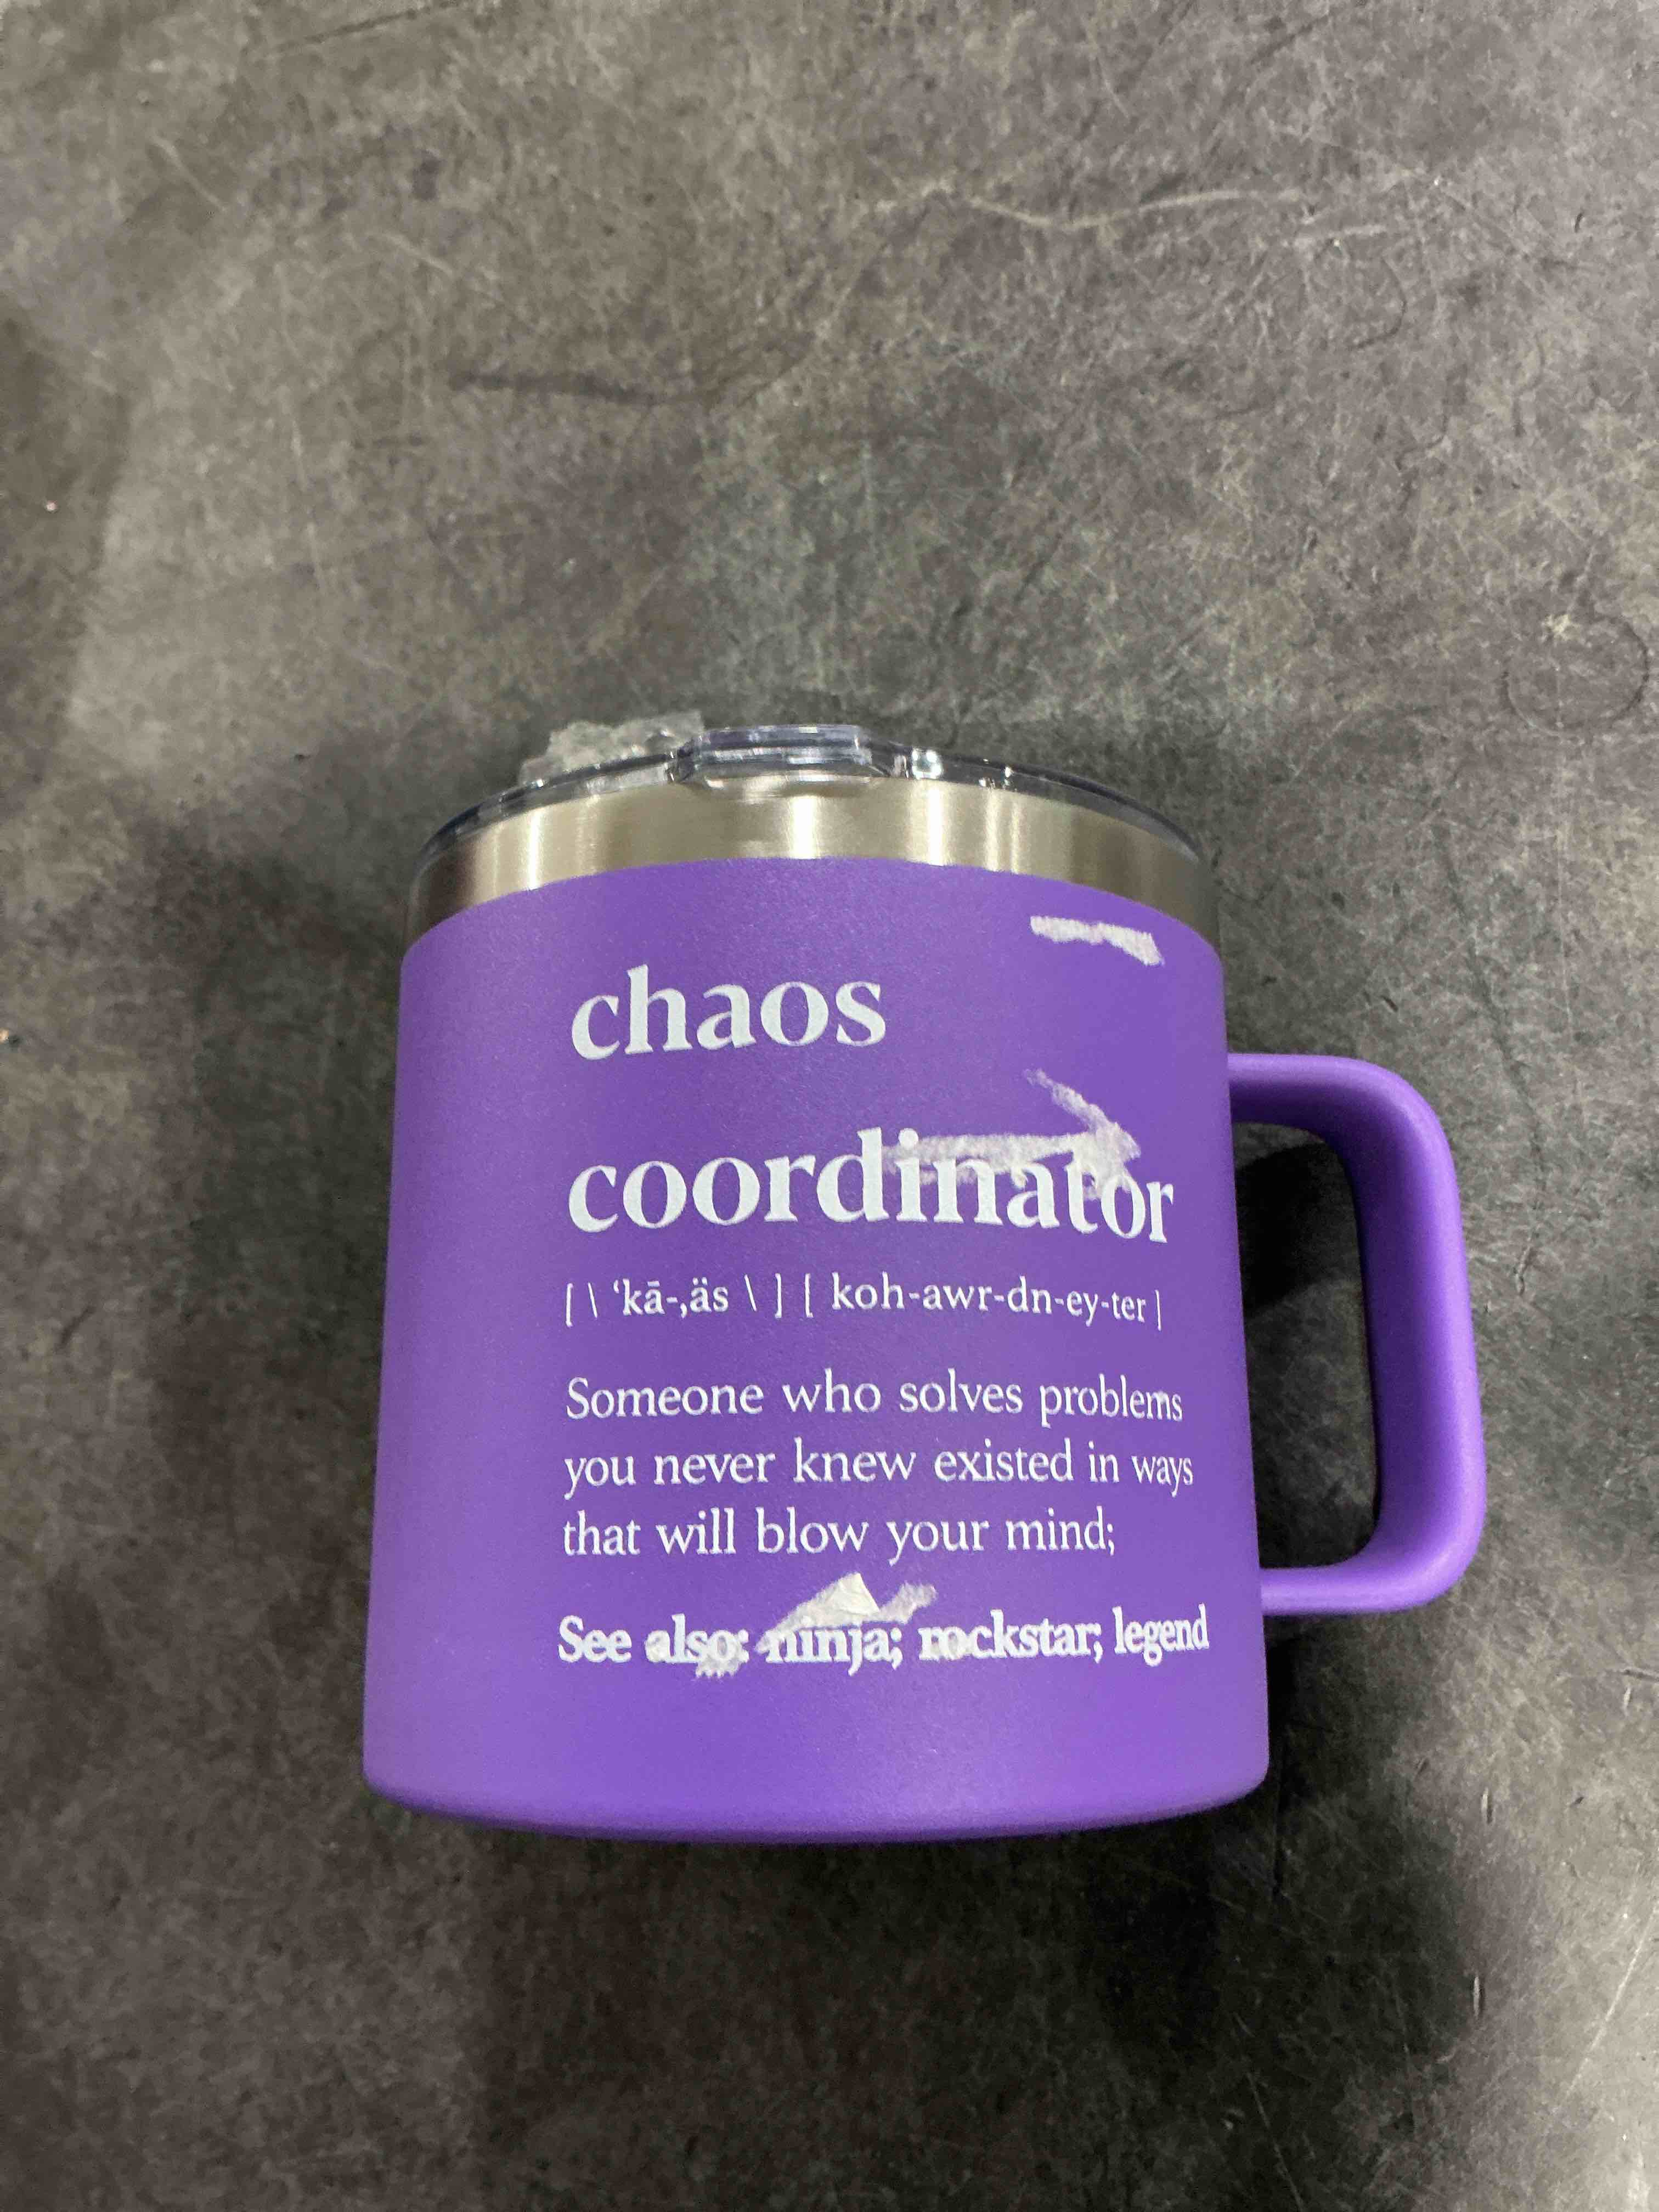 chaos
coordinator
[ \ ‘kā-,äs \ ] [ koh-awr-dn-ey-ter ]
Someone who solves problems
you never knew existed in ways
that will blow your mind;
See also: ninja; rockstar; legend